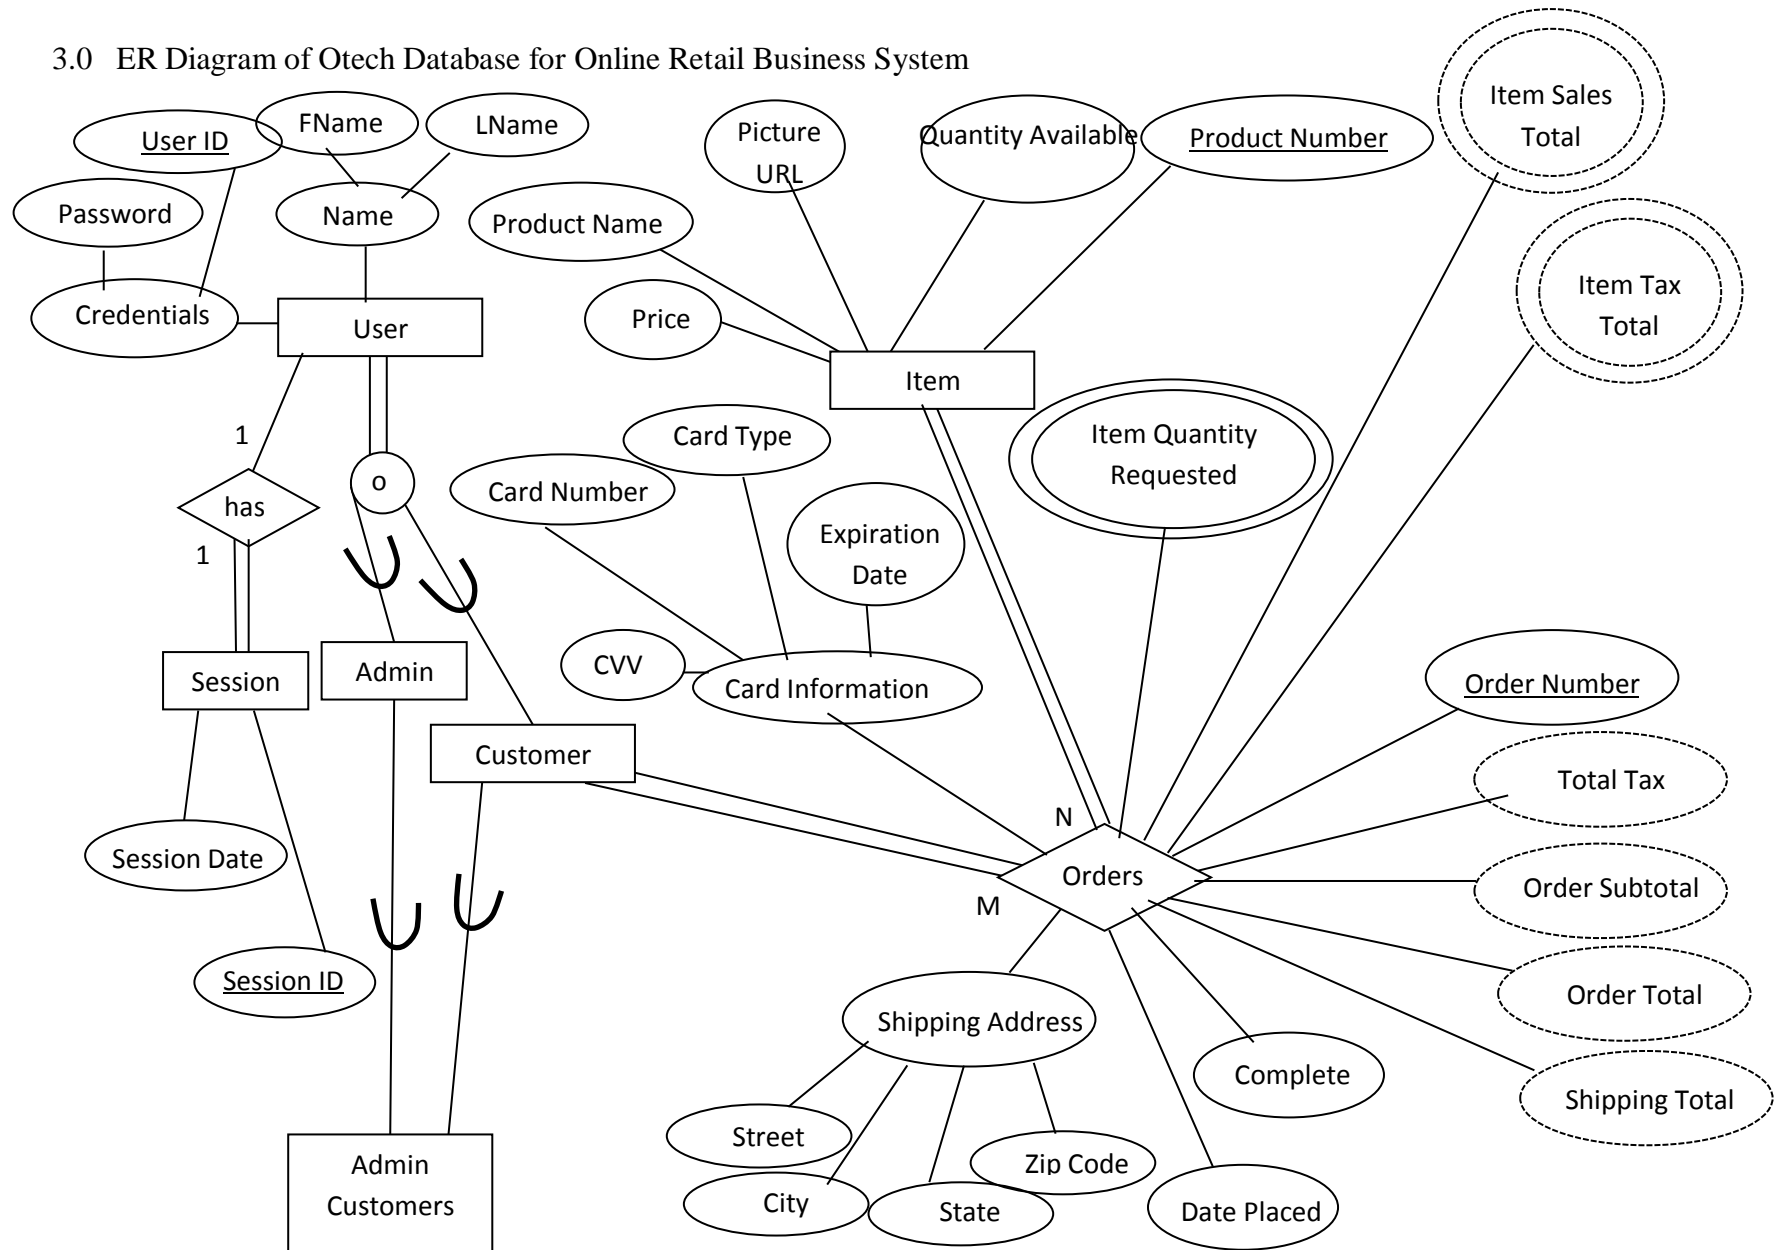 3.0 ER Diagram of Otech Database for Online Retail Business System
Item Sales
Total
User ID
FName
LName
Picture
URL
Quantity Available
Product Number
Password
Name
Product Name
Item Tax
Total
Credentials
User
Price
Item
1
Card Type
Item Quantity
Requested
has
o
Card Number
Expiration
Date
1
Session
Admin
CVV
Card Information
Order Number
Customer
Total Tax
N
Session Date
Orders
Order Subtotal
M
Session ID
Order Total
Shipping Address
Complete
Shipping Total
Street
Zip Code
Admin
Customers
City
State
Date Placed